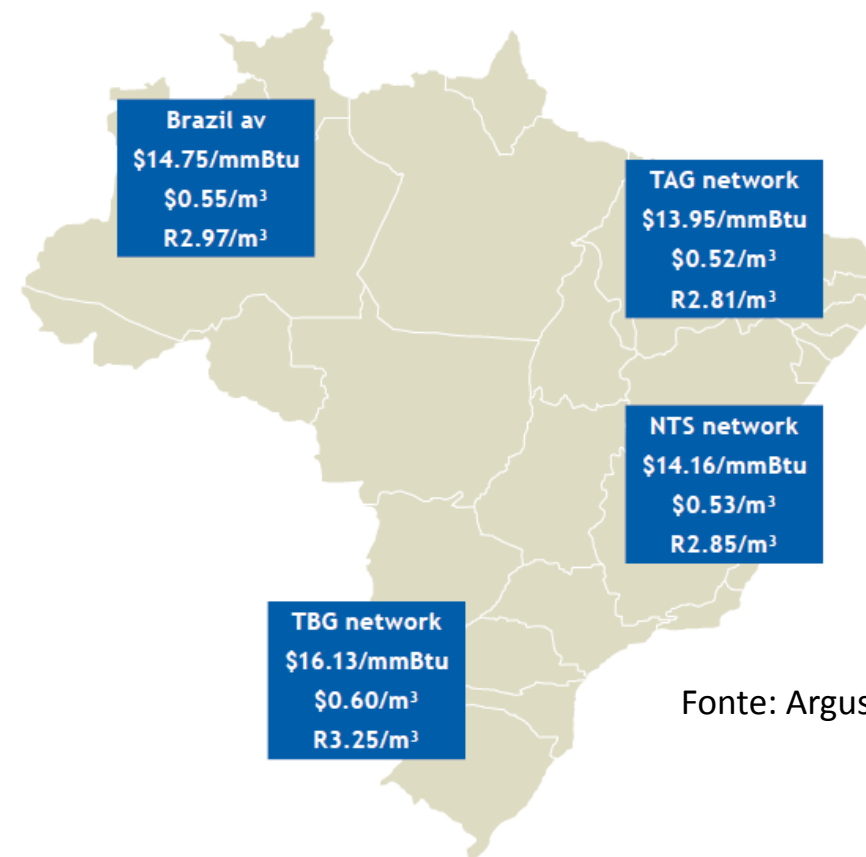 Brazil av
$14.75/mmBtu
$0.55/m³
R2.97/m³
TAG network
$13.95/mmBtu
$0.52/m³
R2.81/m³
NTS network
$14.16/mmBtu
$0.53/m³
R2.85/m³
TBG network
$16.13/mmBtu
$0.60/m³
R3.25/m³
Fonte: Argus